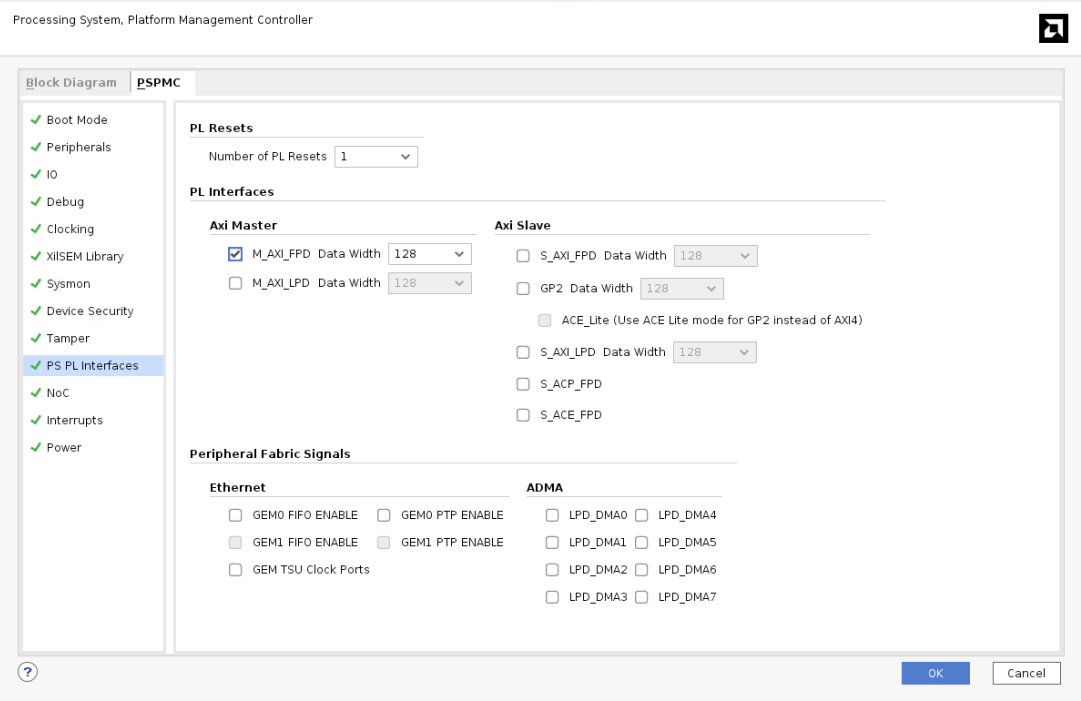 Processing System, Platform Management Controller
Block Diagram PSPMC
Boot Mode
Peripherals
IO
Debug
Clocking
XilSEM Library
Sysmon
Device Security
Tamper
PS PL Interfaces
NoC
Interrupts
Power
PL Resets
Number of PL Resets 1
PL Interfaces
Axi Master
M_AXI_FPD Data Width 128
M_AXI_LPD Data Width 128
Axi Slave
S_AXI_FPD Data Width 128
GP2 Data Width 128
ACE_Lite (Use ACE Lite mode for GP2 instead of AXI4)
S_AXI_LPD Data Width 128
S_ACP_FPD
S_ACE_FPD
Peripheral Fabric Signals
Ethernet
GEM0 FIFO ENABLE GEM0 PTP ENABLE
GEM1 FIFO ENABLE GEM1 PTP ENABLE
GEM TSU Clock Ports
ADMA
LPD_DMA0 LPD_DMA4
LPD_DMA1 LPD_DMA5
LPD_DMA2 LPD_DMA6
LPD_DMA3 LPD_DMA7
? OK Cancel